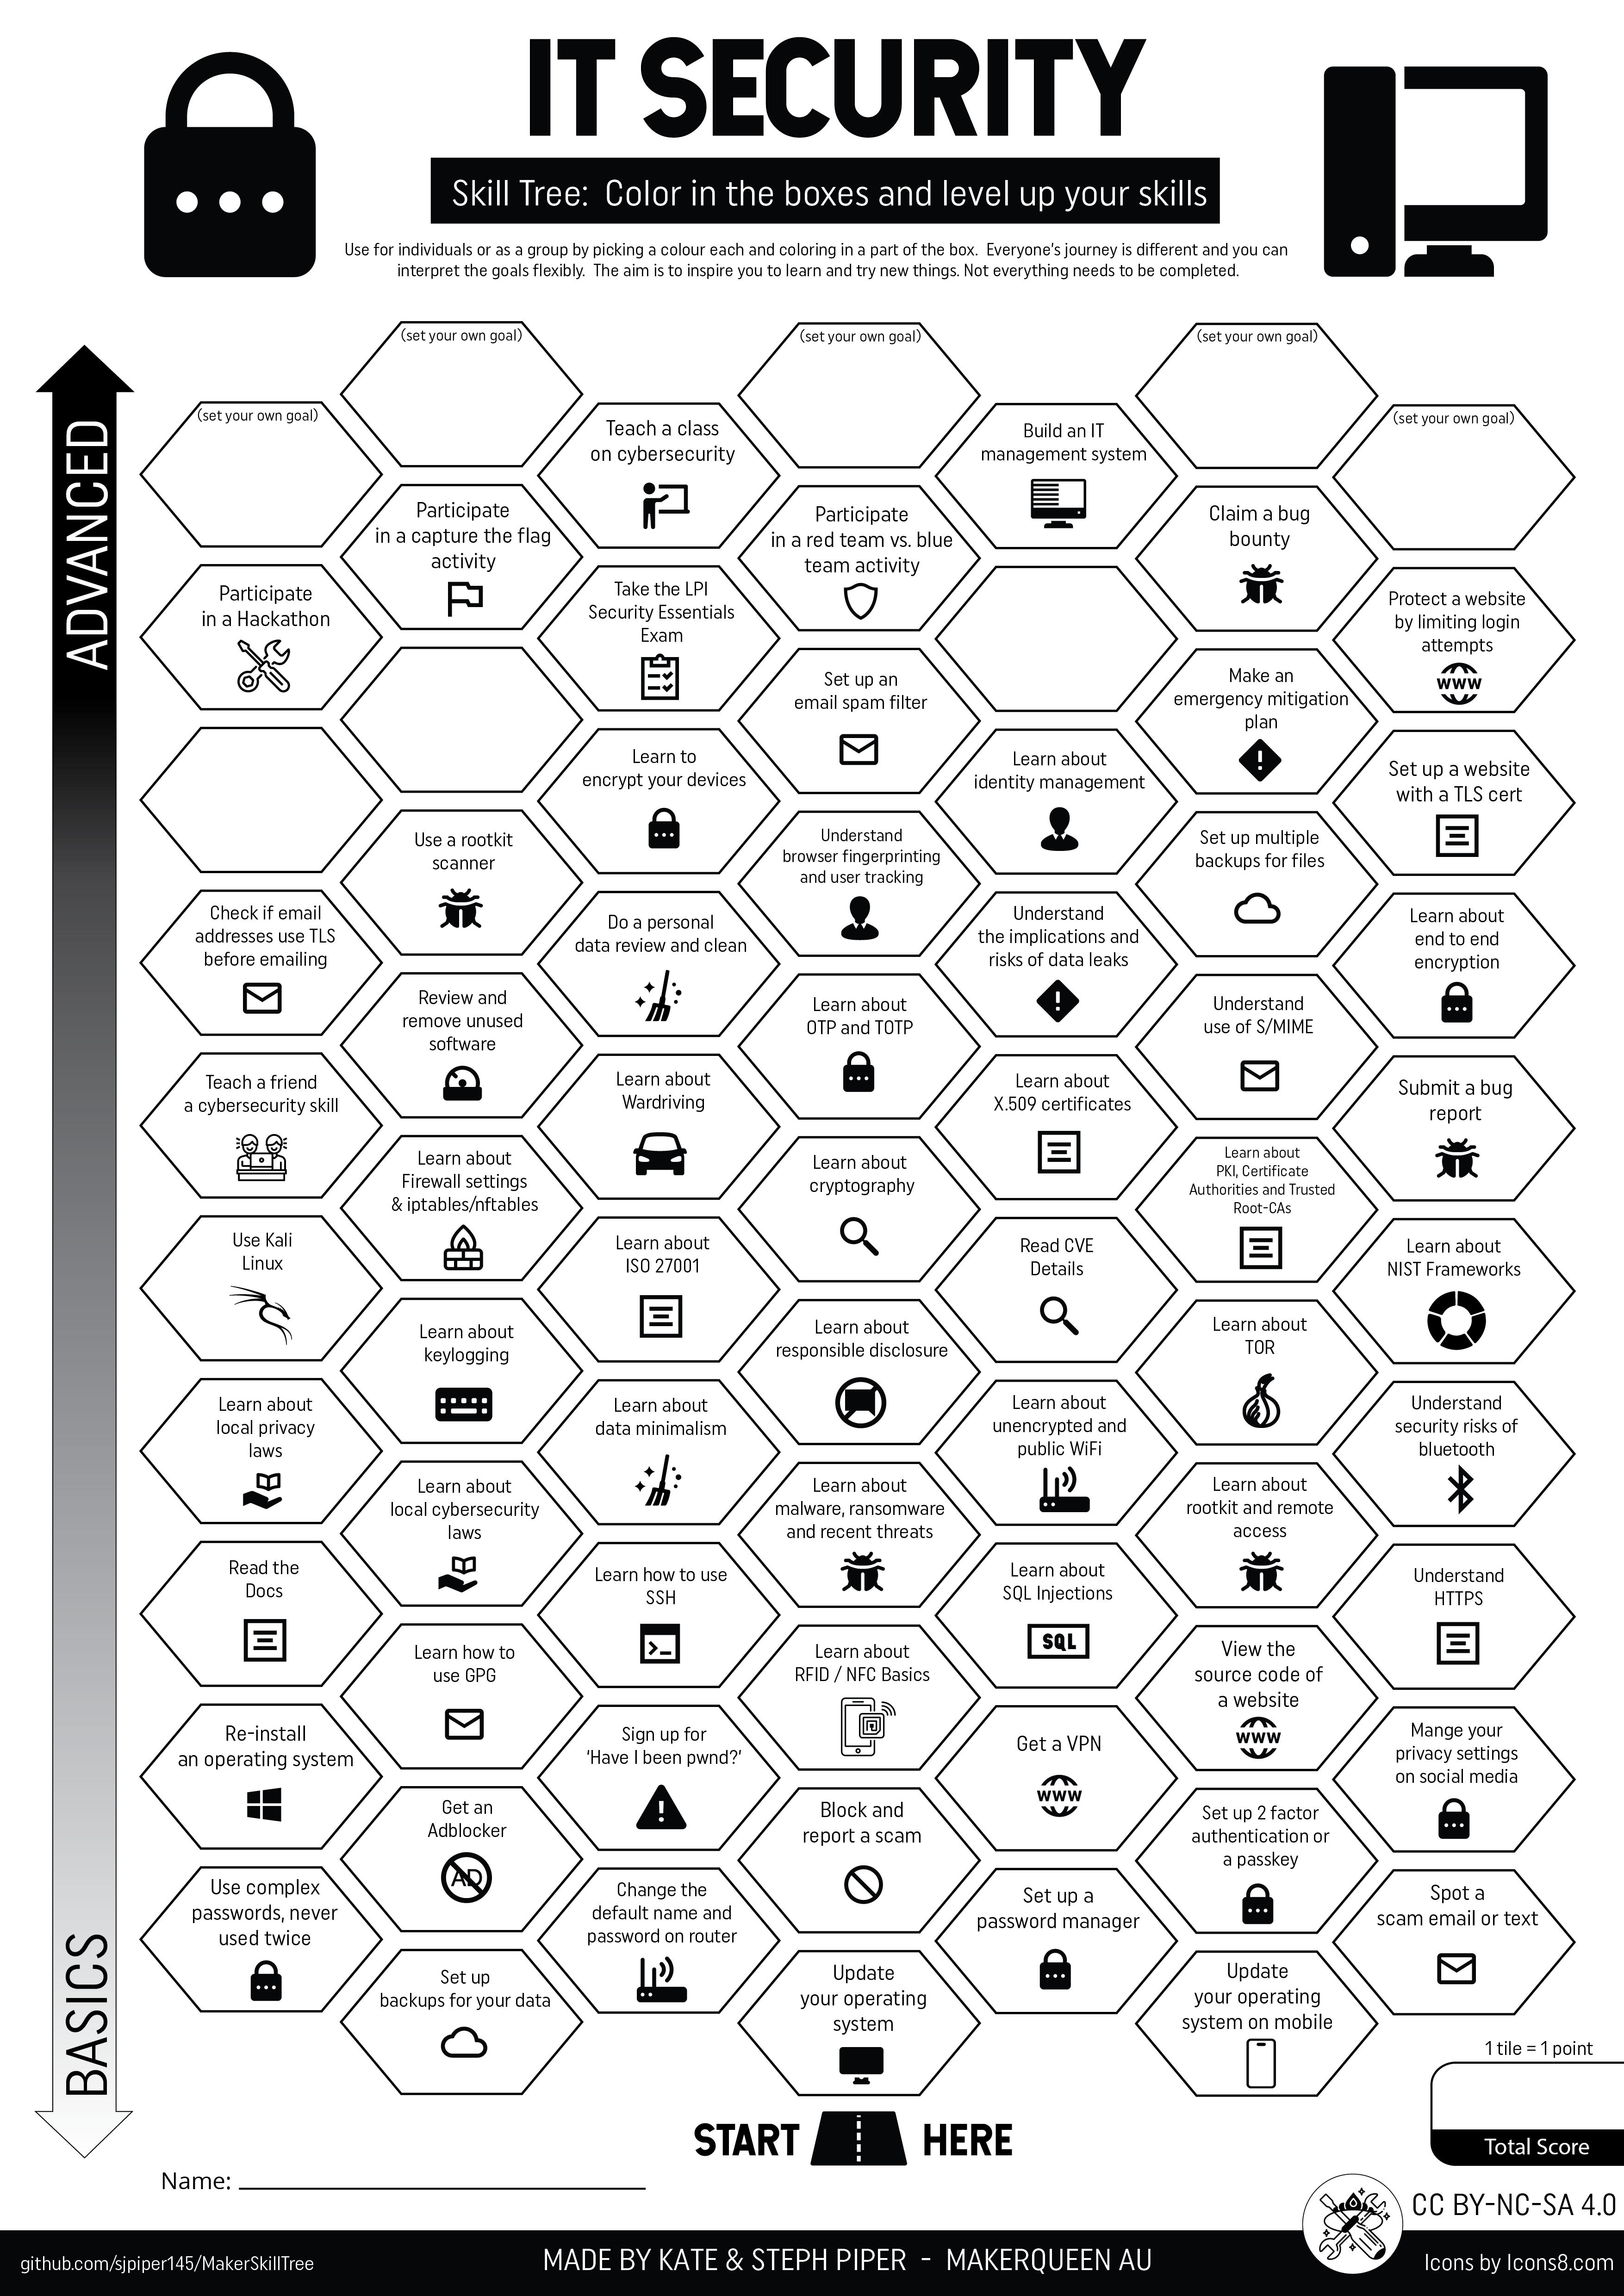 IT SECURITY
Skill Tree: Color in the boxes and level up your skills
Use for individuals or as a group by picking a colour each and coloring in a part of the box. Everyone's journey is different and you can
interpret the goals flexibly. The aim is to inspire you to learn and try new things. Not everything needs to be completed.
ADVANCED
(set your own goal)
(set your own goal)
(set your own goal)
(set your own goal)
(set your own goal)
Teach a class
on cybersecurity
Build an IT
management system
Participate
in a capture the flag
activity
Participate
in a red team vs. blue
team activity
Claim a bug
bounty
Participate
in a Hackathon
Take the LPI
Security Essentials
Exam
Protect a website
by limiting login
attempts
WWW
Set up an
email spam filter
Make an
emergency mitigation
plan
Learn to
encrypt your devices
Learn about
identity management
Set up a website
with a TLS cert
Use a rootkit
scanner
Understand
browser fingerprinting
and user tracking
Set up multiple
backups for files
Check if email
addresses use TLS
before emailing
Do a personal
data review and clean
Understand
the implications and
risks of data leaks
Learn about
end to end
encryption
Review and
remove unused
software
Learn about
OTP and TOTP
Understand
use of S/MIME
Teach a friend
a cybersecurity skill
Learn about
Wardriving
Learn about
X.509 certificates
Submit a bug
report
Learn about
Firewall settings
& iptables/nftables
Learn about
cryptography
Learn about
PKI, Certificate
Authorities and Trusted
Root-CAs
Use Kali
Linux
Learn about
ISO 27001
Read CVE
Details
Learn about
NIST Frameworks
Learn about
keylogging
Learn about
responsible disclosure
Learn about
TOR
Learn about
local privacy
laws
Learn about
data minimalism
Learn about
unencrypted and
public WiFi
Understand
security risks of
bluetooth
Learn about
local cybersecurity
laws
Learn about
malware, ransomware
and recent threats
Learn about
rootkit and remote
access
Read the
Docs
Learn how to use
SSH
Learn about
SQL Injections
SQL
Understand
HTTPS
Learn how to
use GPG
Learn about
RFID / NFC Basics
View the
source code of
a website
WWW
Re-install
an operating system
Sign up for
'Have I been pwnd?'
Get a VPN
WWW
Mange your
privacy settings
on social media
Get an
Adblocker
AD
Block and
report a scam
Set up 2 factor
authentication or
a passkey
Use complex
passwords, never
used twice
Change the
default name and
password on router
Set up a
password manager
Spot a
scam email or text
Set up
backups for your data
Update
your operating
system
Update
your operating
system on mobile
BASICS
1 tile = 1 point
Total Score
START HERE
Name:
CC BY-NC-SA 4.0
github.com/sjpiper145/MakerSkillTree
MADE BY KATE & STEPH PIPER - MAKERQUEEN AU
Icons by Icons8.com